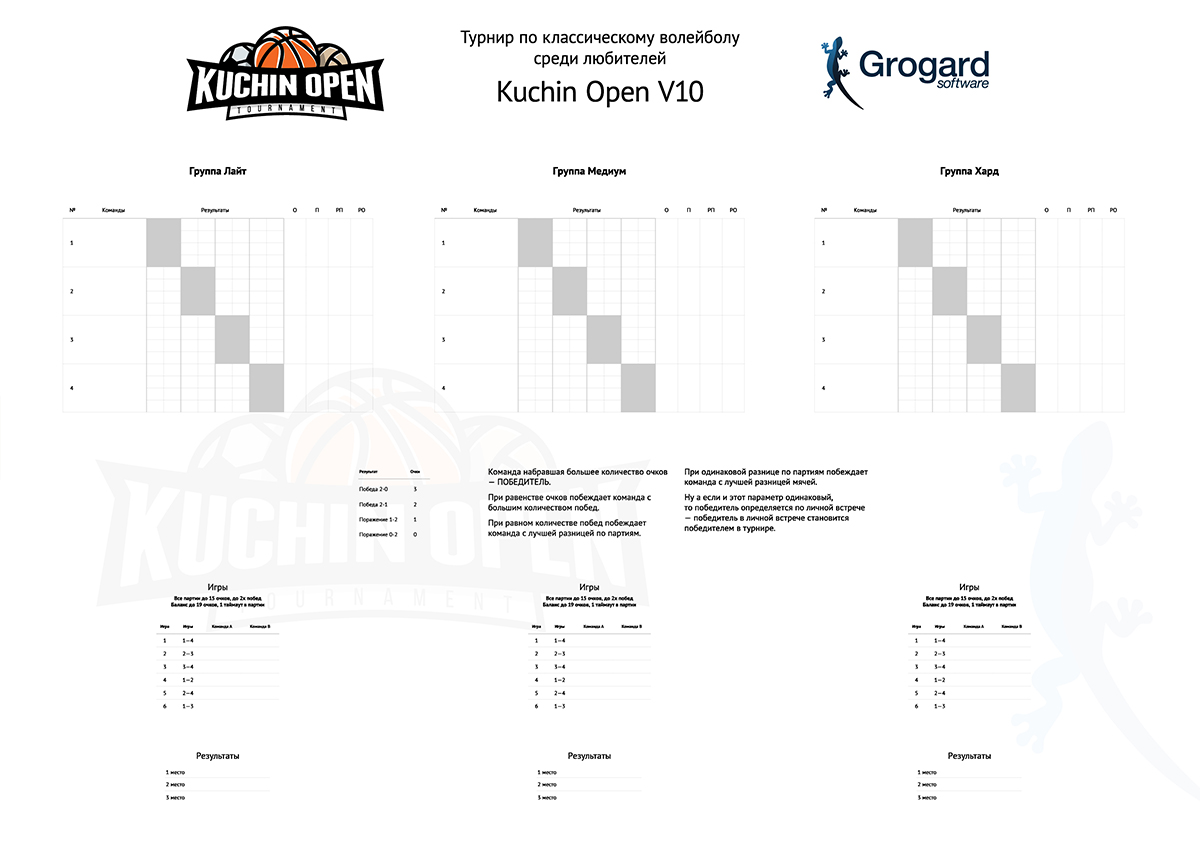 KUCHIN OPEN
TOURNAMENT
Турнир по классическому волейболу
среди любителей
Kuchin Open V10
Grogard
software
Группа Лайт
№ Команды Результаты О П РП РО
1
2
3
4
Группа Медиум
№ Команды Результаты О П РП РО
1
2
3
4
Группа Хард
№ Команды Результаты О П РП РО
1
2
3
4
KUCHIN OPEN
TOURNAMENT
Результат Очки
Победа 2-0 3
Победа 2-1 2
Поражение 1-2 1
Поражение 0-2 0
Команда набравшая большее количество очков
— ПОБЕДИТЕЛЬ.
При равенстве очков побеждает команда с
большим количеством побед.
При равном количестве побед побеждает
команда с лучшей разницей по партиям.
При одинаковой разнице по партиям побеждает
команда с лучшей разницей мячей.
Ну а если и этот параметр одинаковый,
то победитель определяется по личной встрече
— победитель в личной встрече становится
победителем в турнире.
Игры
Все партии до 15 очков, до 2х побед
Баланс до 19 очков, 1 таймаут в партии
Игра Игры Команда А Команда В
1 1—4
2 2—3
3 3—4
4 1—2
5 2—4
6 1—3
Результаты
1 место
2 место
3 место
Игры
Все партии до 15 очков, до 2х побед
Баланс до 19 очков, 1 таймаут в партии
Игра Игры Команда А Команда В
1 1—4
2 2—3
3 3—4
4 1—2
5 2—4
6 1—3
Результаты
1 место
2 место
3 место
Игры
Все партии до 15 очков, до 2х побед
Баланс до 19 очков, 1 таймаут в партии
Игра Игры Команда А Команда В
1 1—4
2 2—3
3 3—4
4 1—2
5 2—4
6 1—3
Результаты
1 место
2 место
3 место